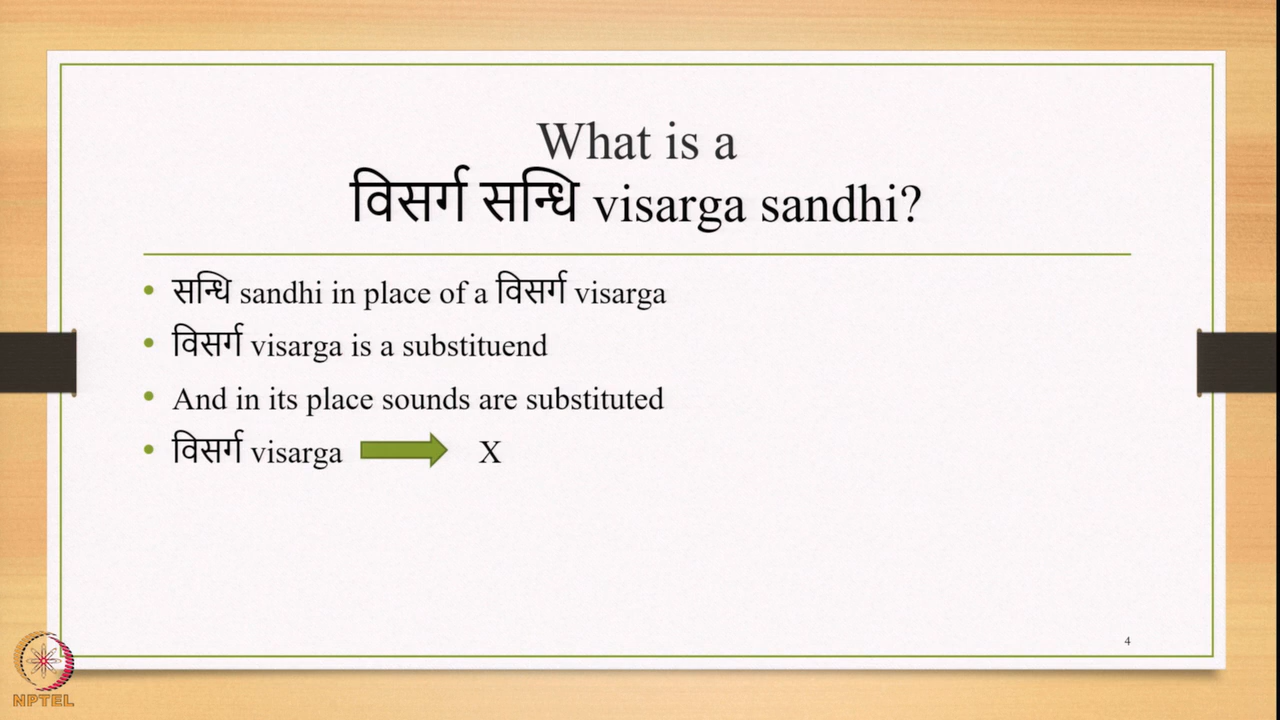 What is a
विसर्ग सन्धि visarga sandhi?
सन्धि sandhi in place of a विसर्ग visarga
विसर्ग visarga is a substituend
And in its place sounds are substituted
विसर्ग visarga X
4
NPTEL